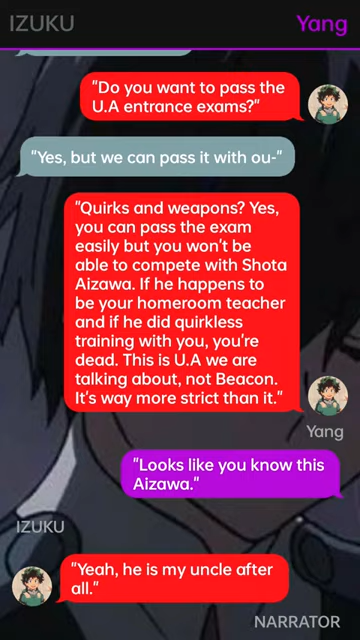 IZUKU Yang
"Do you want to pass the
U.A entrance exams?"
"Yes, but we can pass it with ou-"
"Quirks and weapons? Yes,
you can pass the exam
easily but you won't be
able to compete with Shota
Aizawa. If he happens to
be your homeroom teacher
and if he did quirkless
training with you, you're
dead. This is U.A we are
talking about, not Beacon.
It's way more strict than it."
Yang
"Looks like you know this
Aizawa."
IZUKU
"Yeah, he is my uncle after
all."
NARRATOR